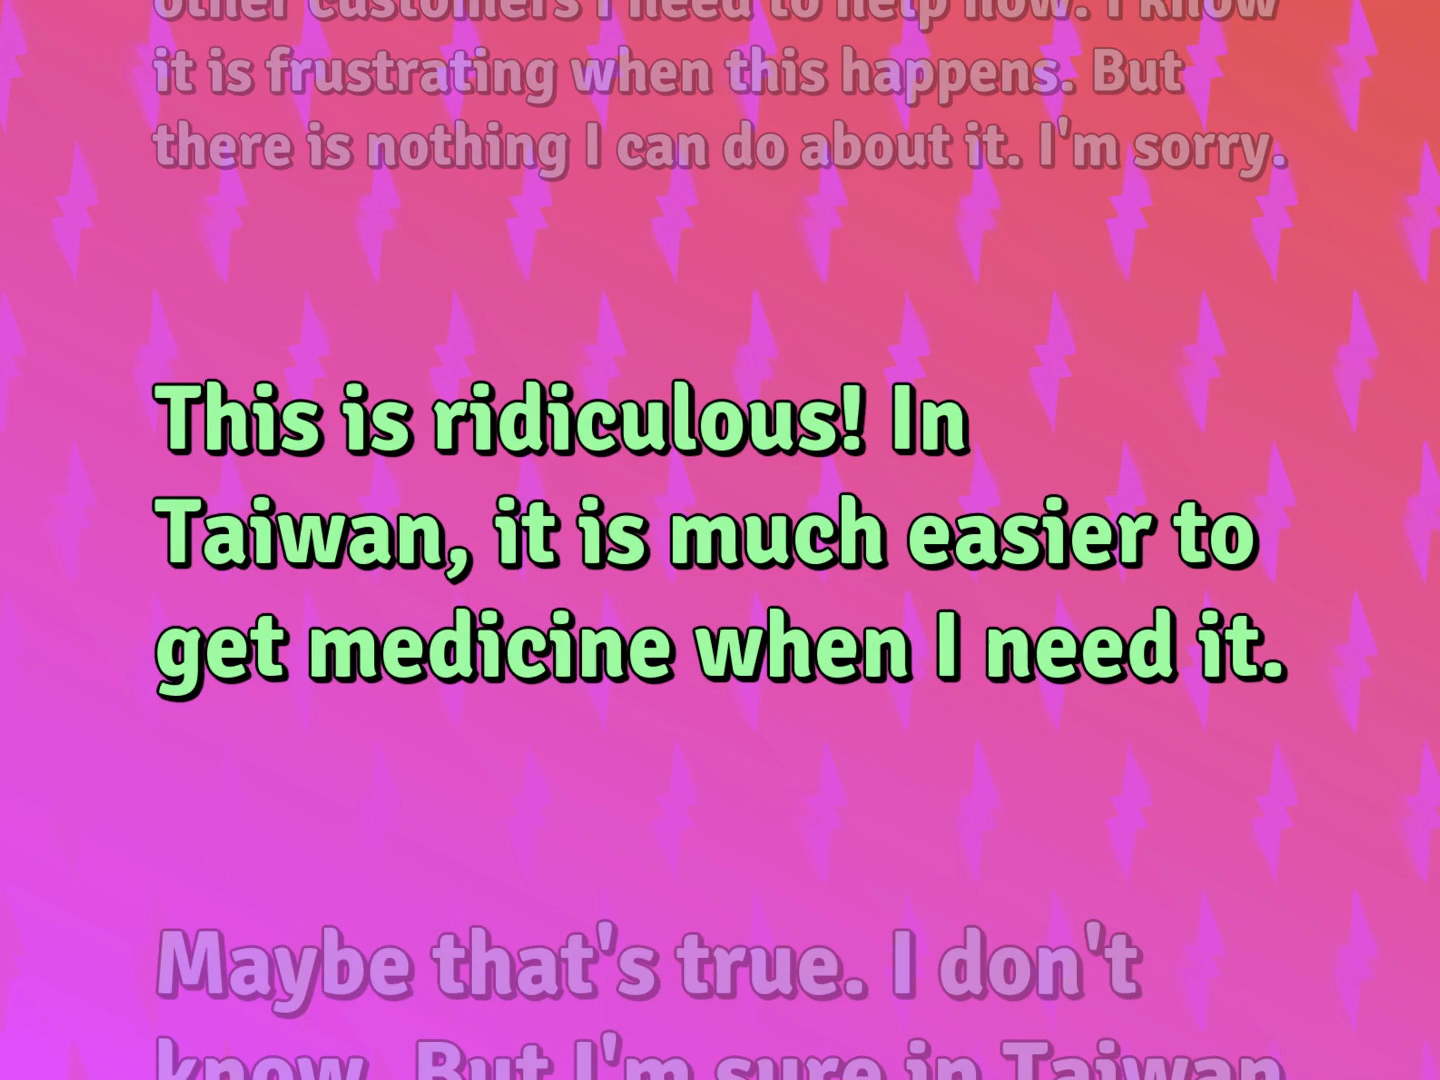 other customers I need to help now. I know
it is frustrating when this happens. But
there is nothing I can do about it. I'm sorry.
This is ridiculous! In
Taiwan, it is much easier to
get medicine when I need it.
Maybe that's true. I don't
know. But I'm sure in Taiwan